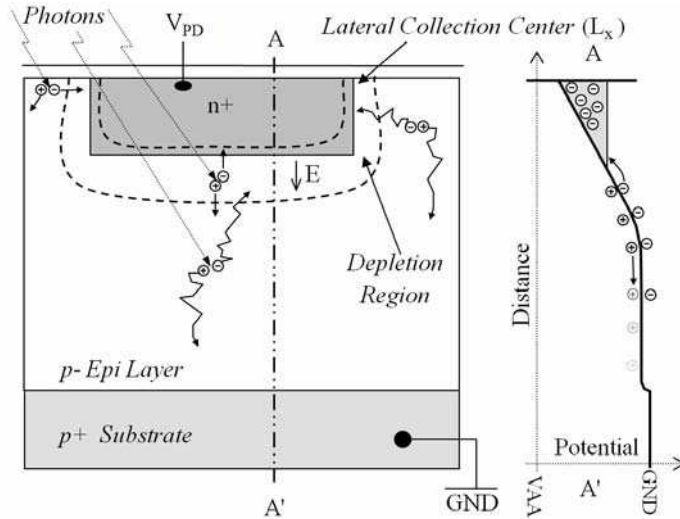 Photons
V_PD
A
Lateral Collection Center (L_x)
n+
E
Depletion
Region
p- Epi Layer
p+ Substrate
A'
GND
A
Distance
Potential
VAA
A'
GND